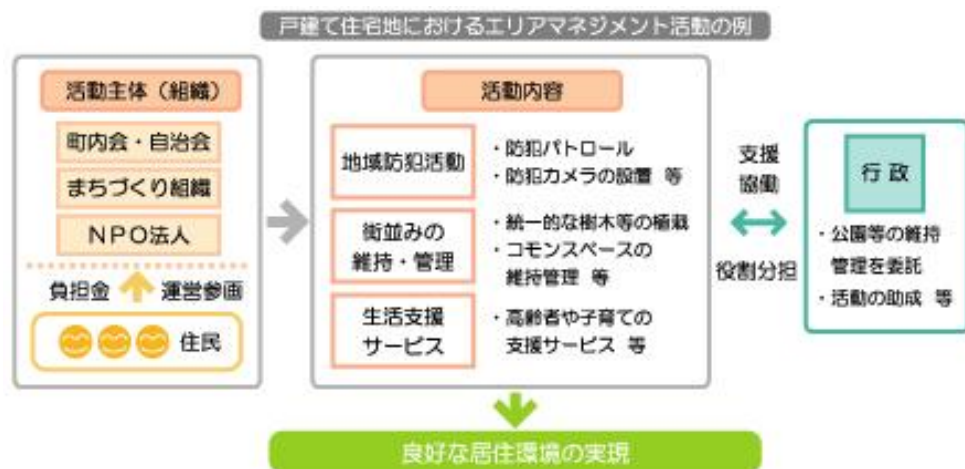 戸建て住宅地におけるエリアマネジメント活動の例
活動主体（組織）
町内会・自治会
まちづくり組織
NPO法人
負担金 運営参画
住民
活動内容
地域防犯活動
・防犯パトロール
・防犯カメラの設置 等
街並みの
維持・管理
・統一的な樹木等の植栽
・コモンスペースの
維持管理 等
生活支援
サービス
・高齢者や子育ての
支援サービス 等
支援
協働
役割分担
行政
・公園等の維持
管理を委託
・活動の助成 等
良好な居住環境の実現